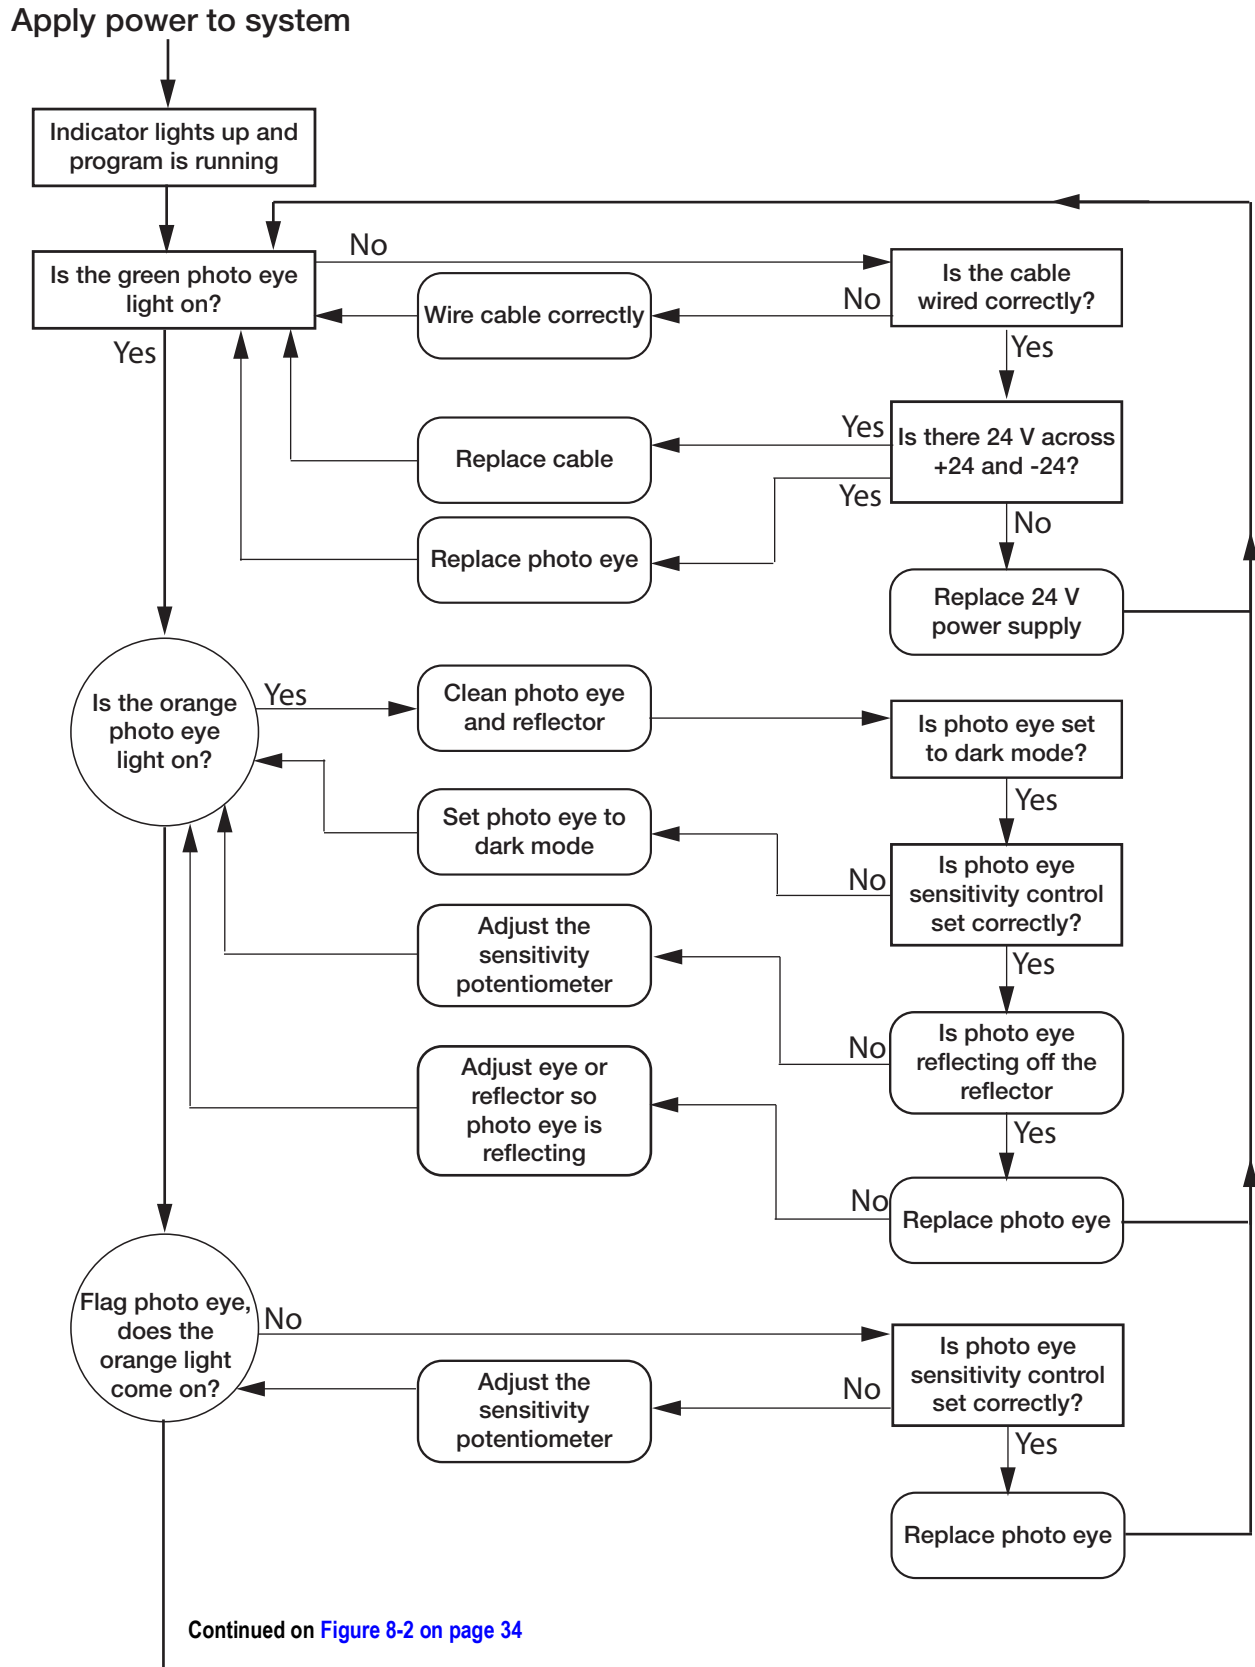 Apply power to system
Indicator lights up and
program is running
Is the green photo eye
light on?
No
Is the cable
wired correctly?
No
Wire cable correctly
Yes
Yes
Is there 24 V across
+24 and -24?
Yes
Replace cable
Yes
Replace photo eye
No
Replace 24 V
power supply
Is the orange
photo eye
light on?
Yes
Clean photo eye
and reflector
Is photo eye set
to dark mode?
Yes
Set photo eye to
dark mode
No
Is photo eye
sensitivity control
set correctly?
Yes
Adjust the
sensitivity
potentiometer
No
Is photo eye
reflecting off the
reflector
Yes
Adjust eye or
reflector so
photo eye is
reflecting
No
Replace photo eye
Flag photo eye,
does the
orange light
come on?
No
Is photo eye
sensitivity control
set correctly?
No
Adjust the
sensitivity
potentiometer
Yes
Replace photo eye
Continued on Figure 8-2 on page 34